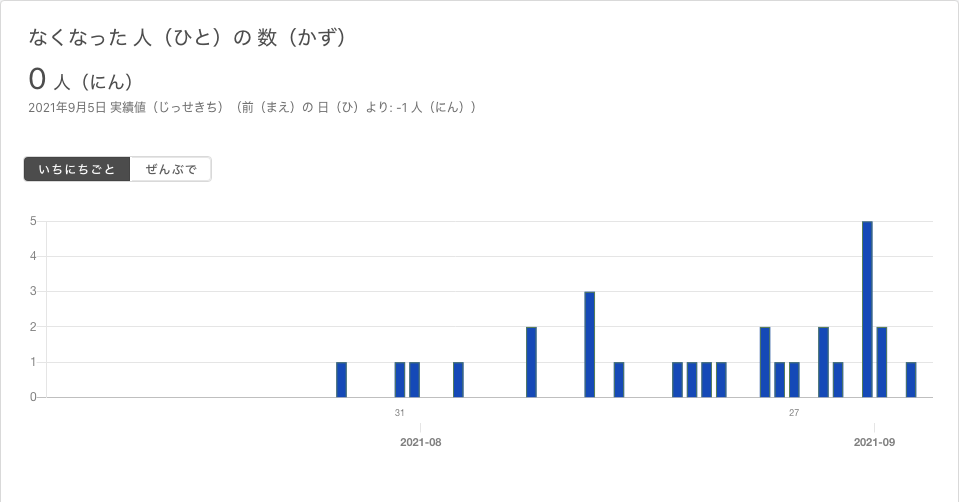 なくなった 人（ひと）の 数（かず）
0 人（にん）
2021年9月5日 実績値（じっせきち）（前（まえ）の 日（ひ）より: -1 人（にん））
いちにちごと ぜんぶで
5
4
3
2
1
0
31 27
2021-08 2021-09